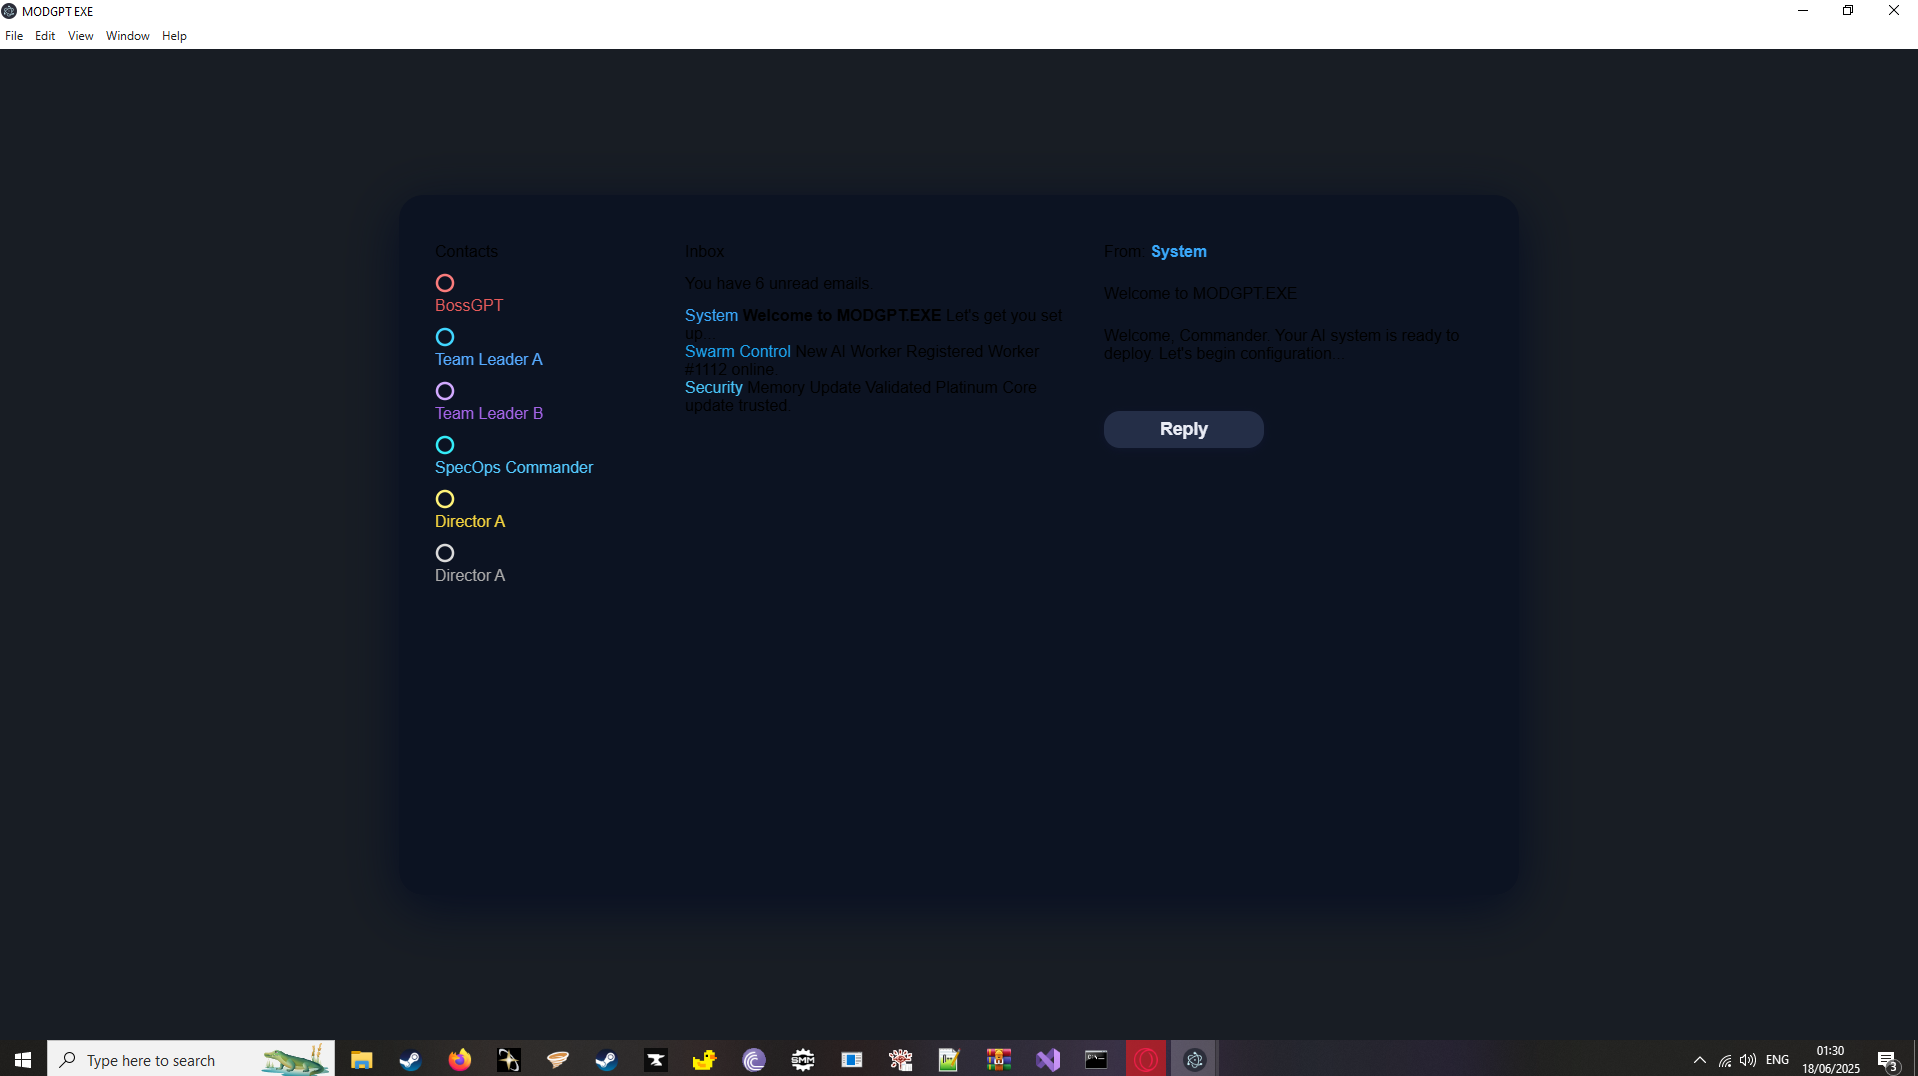 MODGPT EXE
File Edit View Window Help
Contacts
BossGPT
Team Leader A
Team Leader B
SpecOps Commander
Director A
Director A
Inbox
You have 6 unread emails.
System Welcome to MODGPT.EXE Let's get you set
up...
Swarm Control New AI Worker Registered Worker
#1112 online.
Security Memory Update Validated Platinum Core
update trusted.
From: System
Welcome to MODGPT.EXE
Welcome, Commander. Your AI system is ready to
deploy. Let's begin configuration...
Reply
Type here to search
SMM
ENG
01:30
18/06/2025
3